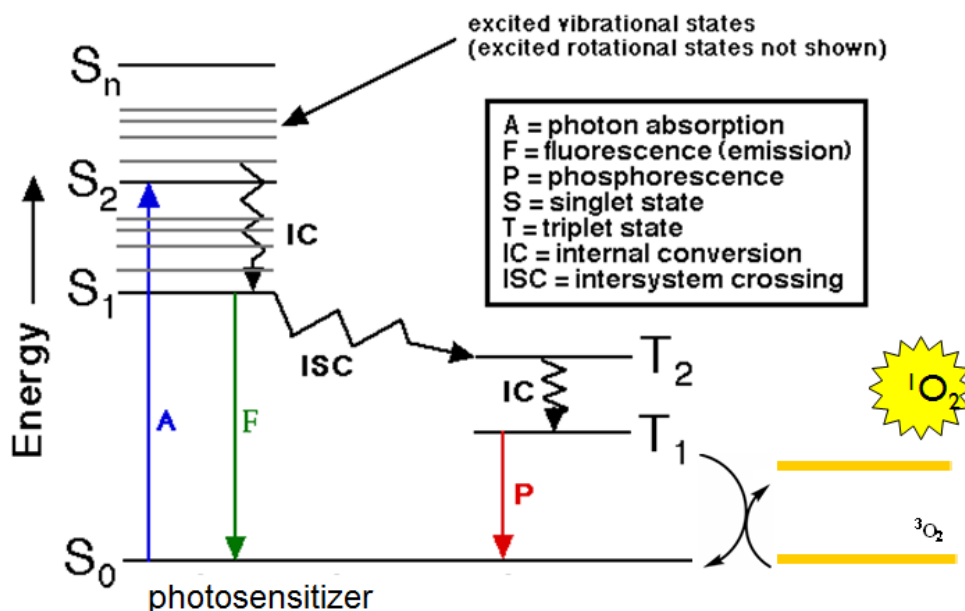 excited vibrational states
(excited rotational states not shown)
Sn
A = photon absorption
F = fluorescence (emission)
P = phosphorescence
S = singlet state
T = triplet state
IC = internal conversion
ISC = intersystem crossing
S2
IC
S1
ISC
T2
IC
T1
Energy
A
F
P
1O2
3O2
S0
photosensitizer